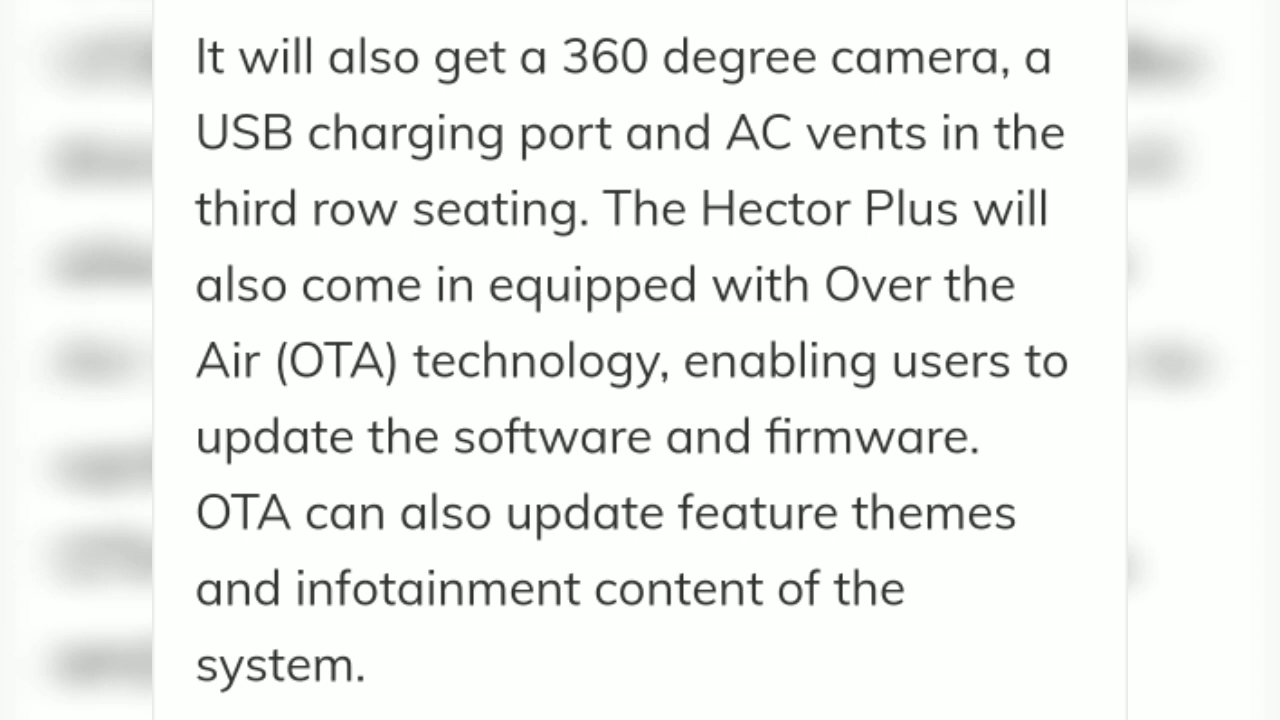 It will also get a 360 degree camera, a
USB charging port and AC vents in the
third row seating. The Hector Plus will
also come in equipped with Over the
Air (OTA) technology, enabling users to
update the software and firmware.
OTA can also update feature themes
and infotainment content of the
system.